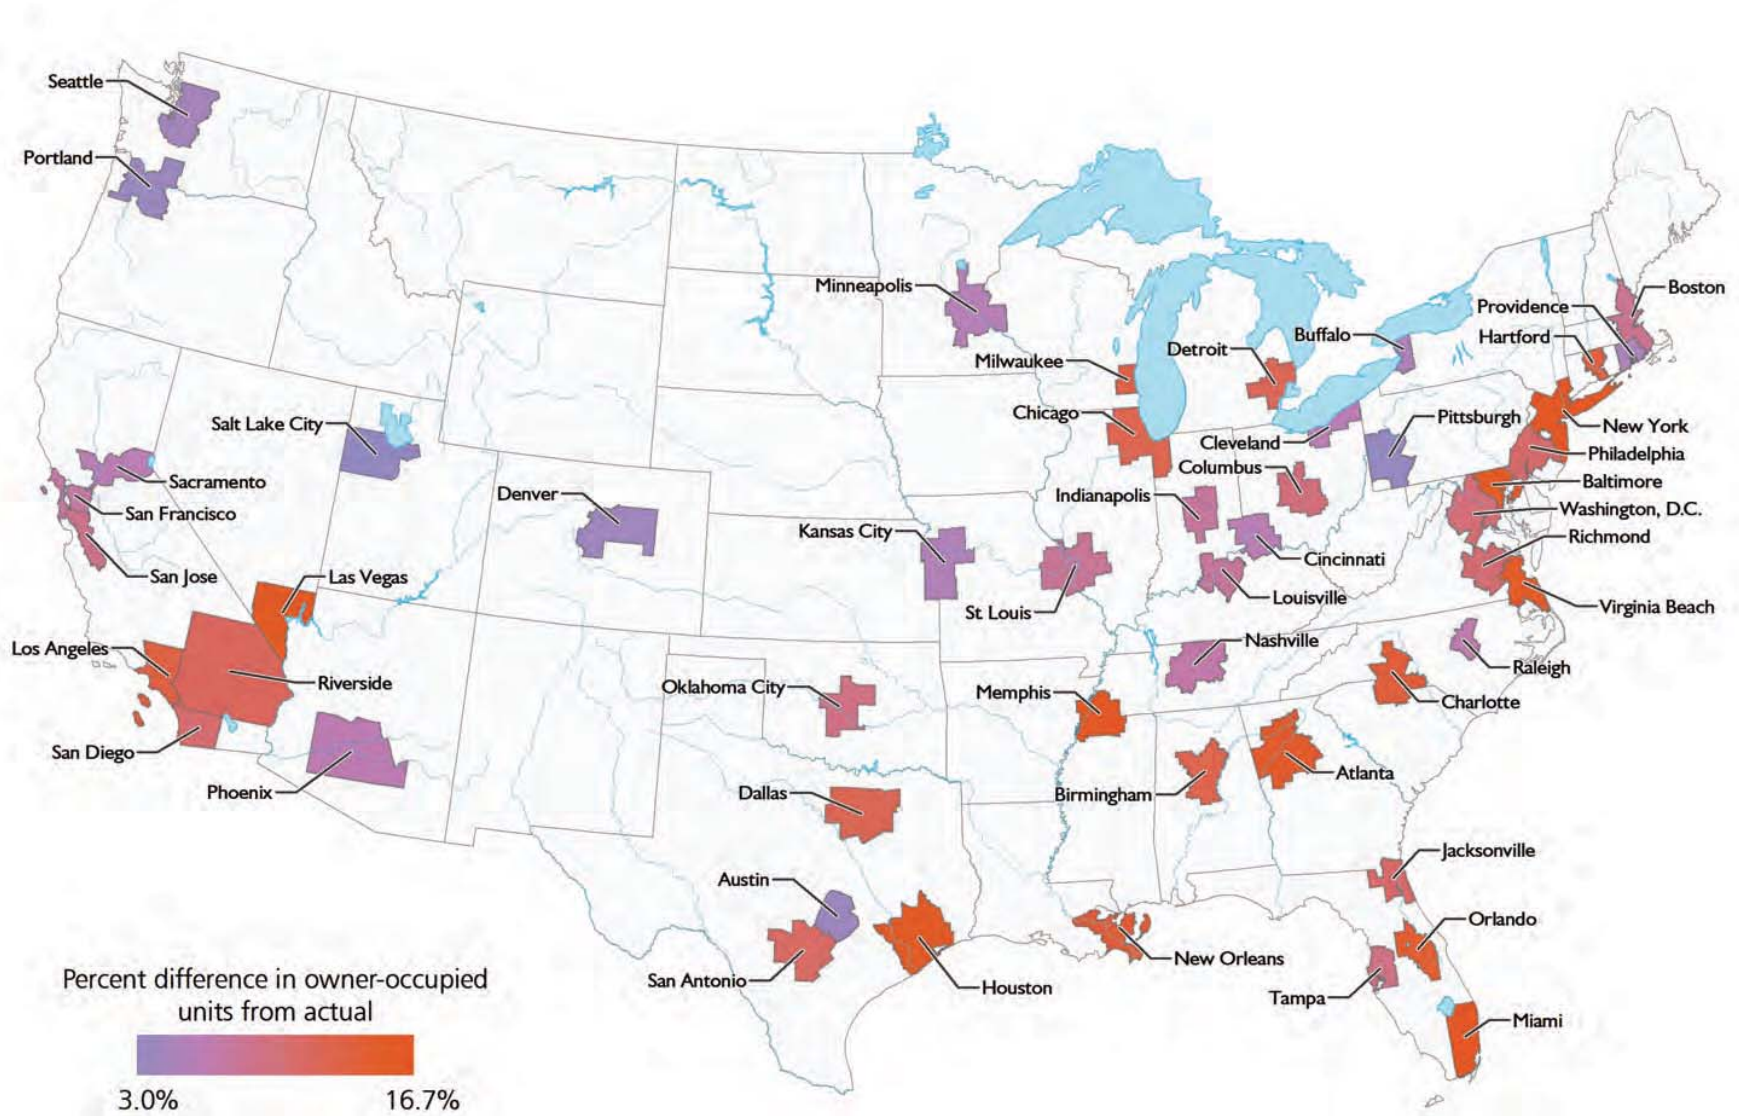 Seattle
Portland
Minneapolis
Boston
Providence
Buffalo
Hartford
Detroit
Milwaukee
Chicago
Pittsburgh
Salt Lake City
New York
Cleveland
Philadelphia
Columbus
Sacramento
Baltimore
Denver
Indianapolis
San Francisco
Washington, D.C.
Kansas City
Richmond
Cincinnati
San Jose
Las Vegas
Louisville
Virginia Beach
St Louis
Nashville
Los Angeles
Raleigh
Riverside
Oklahoma City
Memphis
Charlotte
San Diego
Atlanta
Phoenix
Dallas
Birmingham
Jacksonville
Austin
Orlando
New Orleans
San Antonio
Houston
Tampa
Miami
Percent difference in owner-occupied
units from actual
3.0% 16.7%